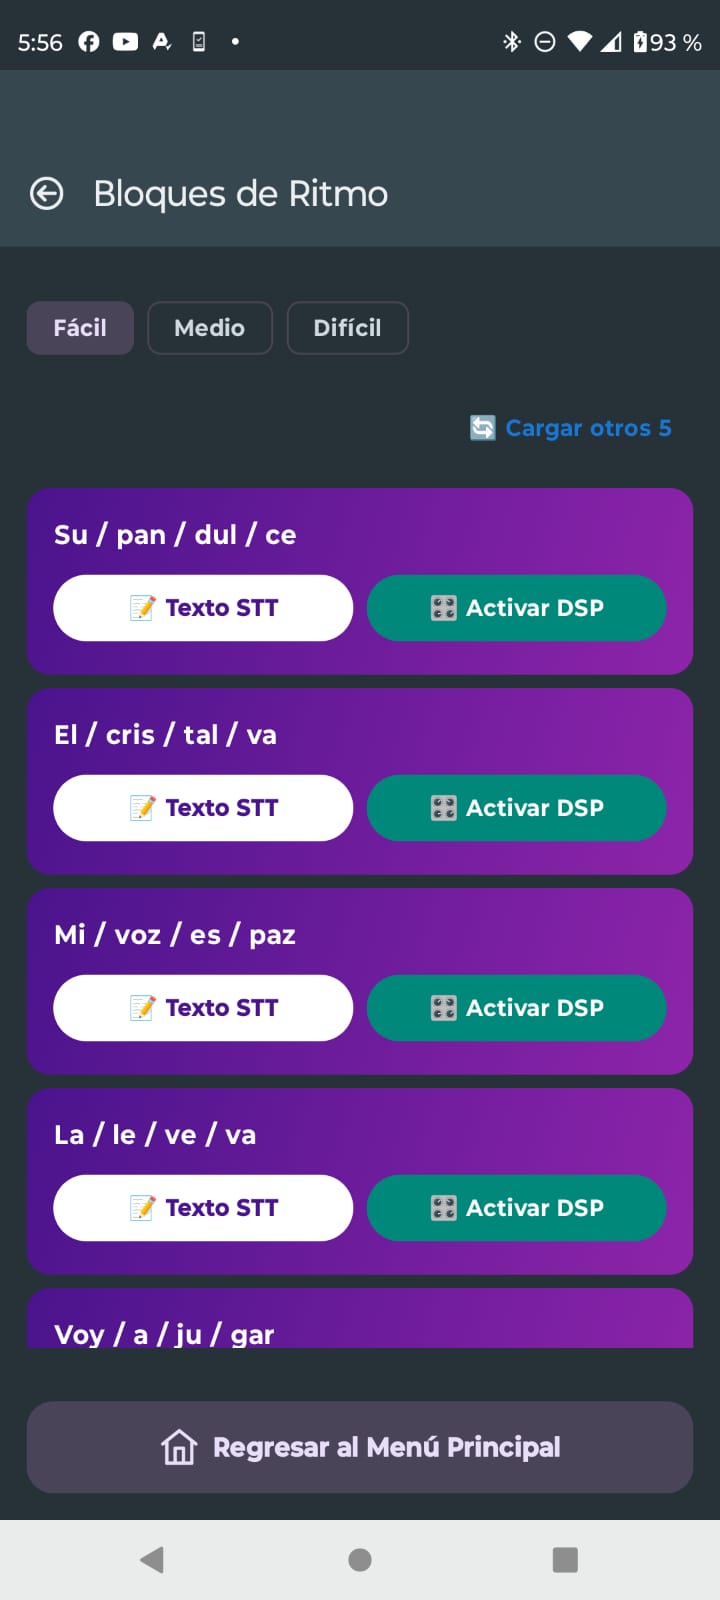 5:56
93 %
Bloques de Ritmo
Fácil
Medio
Difícil
Cargar otros 5
Su / pan / dul / ce
Texto STT
Activar DSP
El / cris / tal / va
Texto STT
Activar DSP
Mi / voz / es / paz
Texto STT
Activar DSP
La / le / ve / va
Texto STT
Activar DSP
Voy / a / ju / gar
Regresar al Menú Principal